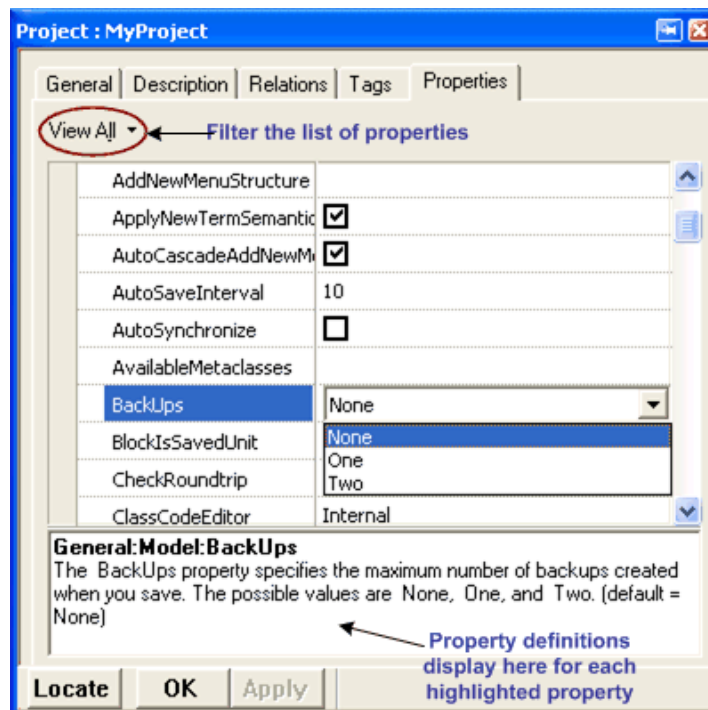 Project : MyProject
General Description Relations Tags Properties
View All Filter the list of properties
AddNewMenuStructure
ApplyNewTermSemantic
AutoCascadeAddNewM
AutoSaveInterval 10
AutoSynchronize
AvailableMetaclasses
BackUps None
BlockIsSavedUnit None
One
CheckRoundtrip
Two
ClassCodeEditor Internal
General:Model:BackUps
The BackUps property specifies the maximum number of backups created
when you save. The possible values are None, One, and Two. (default =
None)
Property definitions
display here for each
highlighted property
Locate OK Apply